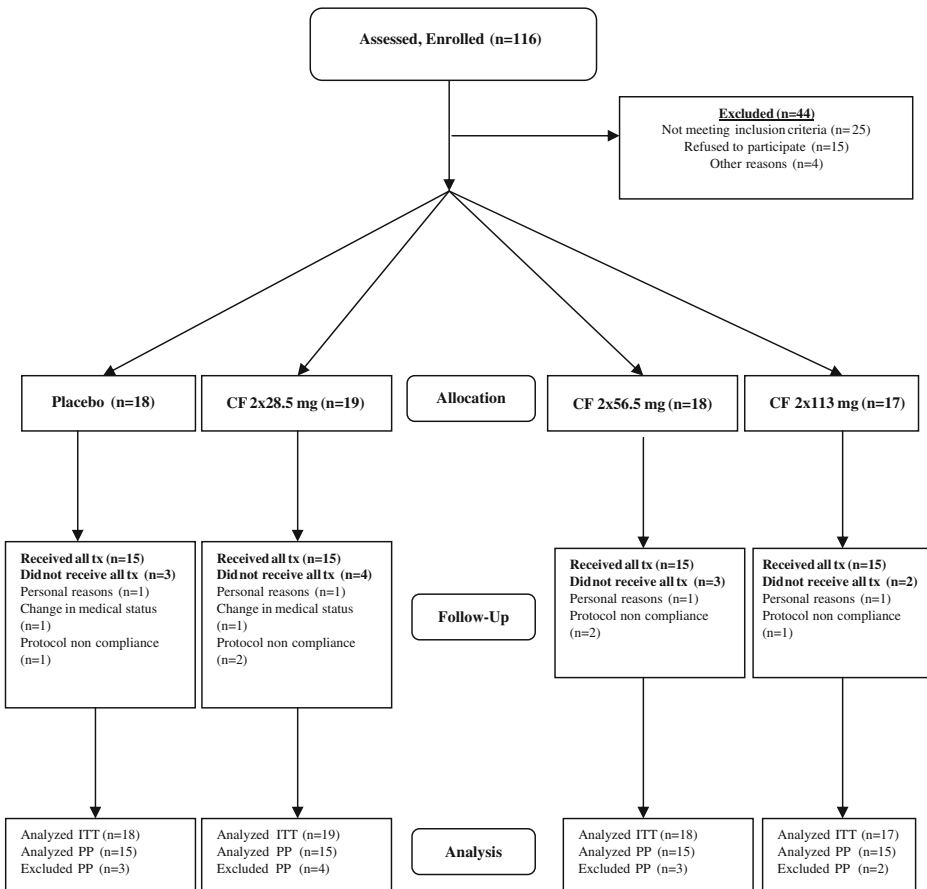 Assessed, Enrolled (n=116)
Excluded (n=44)
Not meeting inclusion criteria (n=25)
Refused to participate (n=15)
Other reasons (n=4)
Placebo (n=18)
CF 2x28.5 mg (n=19)
Allocation
CF 2x56.5 mg (n=18)
CF 2x113 mg (n=17)
Received all tx (n=15)
Did not receive all tx (n=3)
Personal reasons (n=1)
Change in medical status
(n=1)
Protocol non compliance
(n=1)
Received all tx (n=15)
Did not receive all tx (n=4)
Personal reasons (n=1)
Change in medical status
(n=1)
Protocol non compliance
(n=2)
Follow-Up
Received all tx (n=15)
Did not receive all tx (n=3)
Personal reasons (n=1)
Protocol non compliance
(n=2)
Received all tx (n=15)
Did not receive all tx (n=2)
Personal reasons (n=1)
Protocol non compliance
(n=1)
Analyzed ITT (n=18)
Analyzed PP (n=15)
Excluded PP (n=3)
Analyzed ITT (n=19)
Analyzed PP (n=15)
Excluded PP (n=4)
Analysis
Analyzed ITT (n=18)
Analyzed PP (n=15)
Excluded PP (n=3)
Analyzed ITT (n=17)
Analyzed PP (n=15)
Excluded PP (n=2)